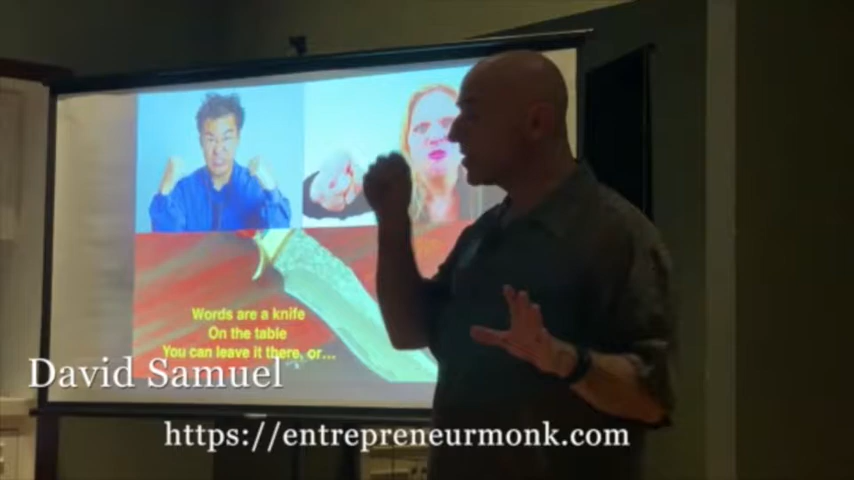 Words are a knife
On the table
You can leave it there, or...
David Samuel
https://entrepreneurmonk.com